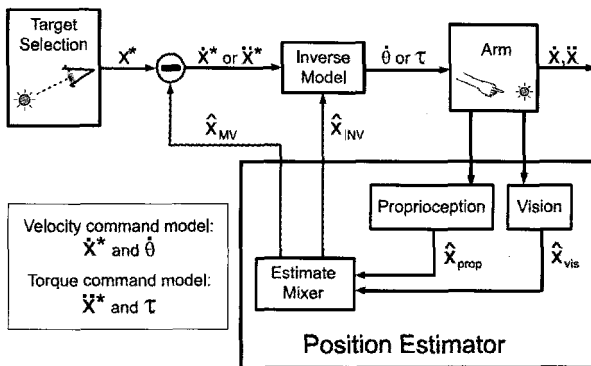 Target
Selection
x*
ẋ* or ẍ*
Inverse
Model
θ̇ or τ
Arm
ẋ,ẍ
x̂MV
x̂INV
Proprioception
Vision
x̂prop
x̂vis
Estimate
Mixer
Position Estimator
Velocity command model:
ẋ* and θ̇
Torque command model:
ẍ* and τ